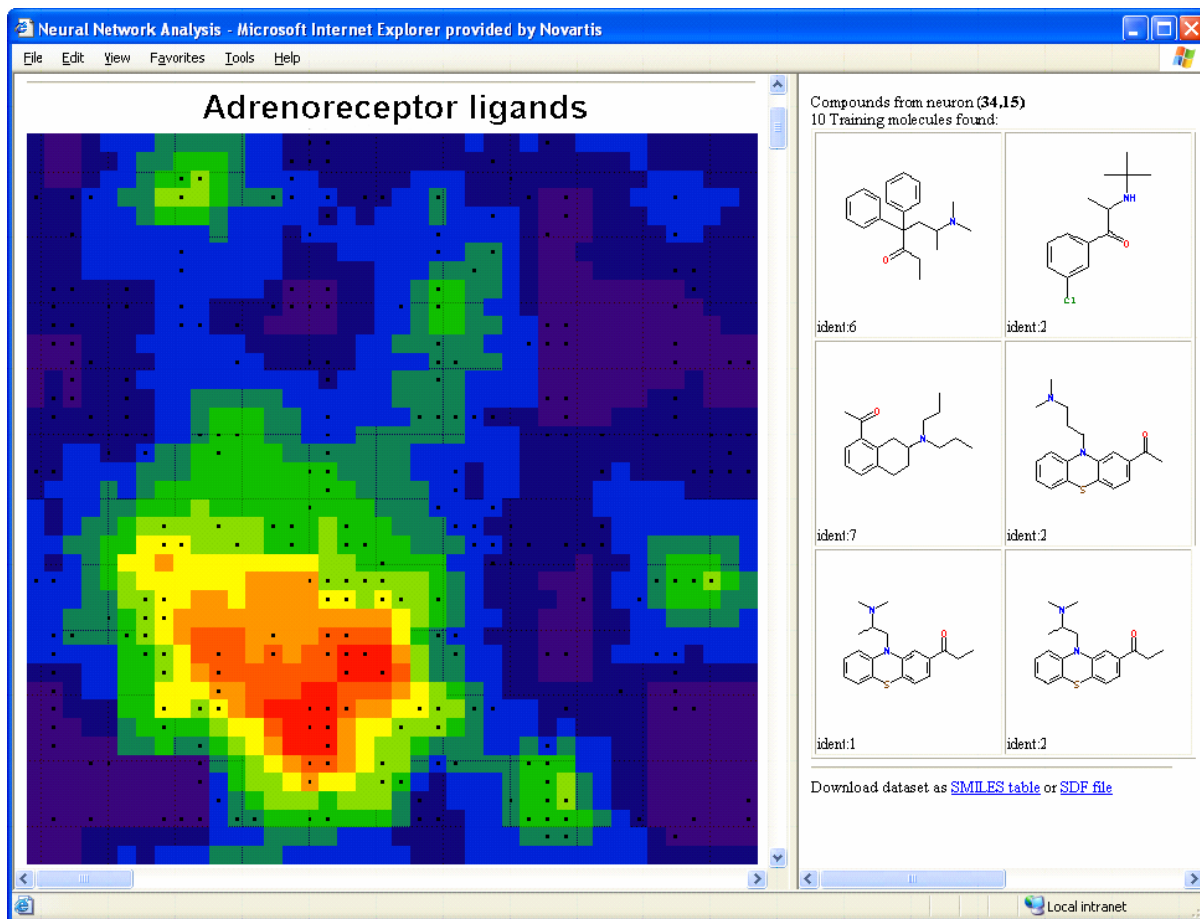 Neural Network Analysis - Microsoft Internet Explorer provided by Novartis
File Edit View Favorites Tools Help
Adrenoreceptor ligands
Compounds from neuron (34,15)
10 Training molecules found:
N
O
ident:6
NH
O
Cl
ident:2
O
N
ident:7
N
O
N
S
ident:2
N
O
N
S
ident:1
N
O
N
S
ident:2
Download dataset as SMILES table or SDF file
Local intranet